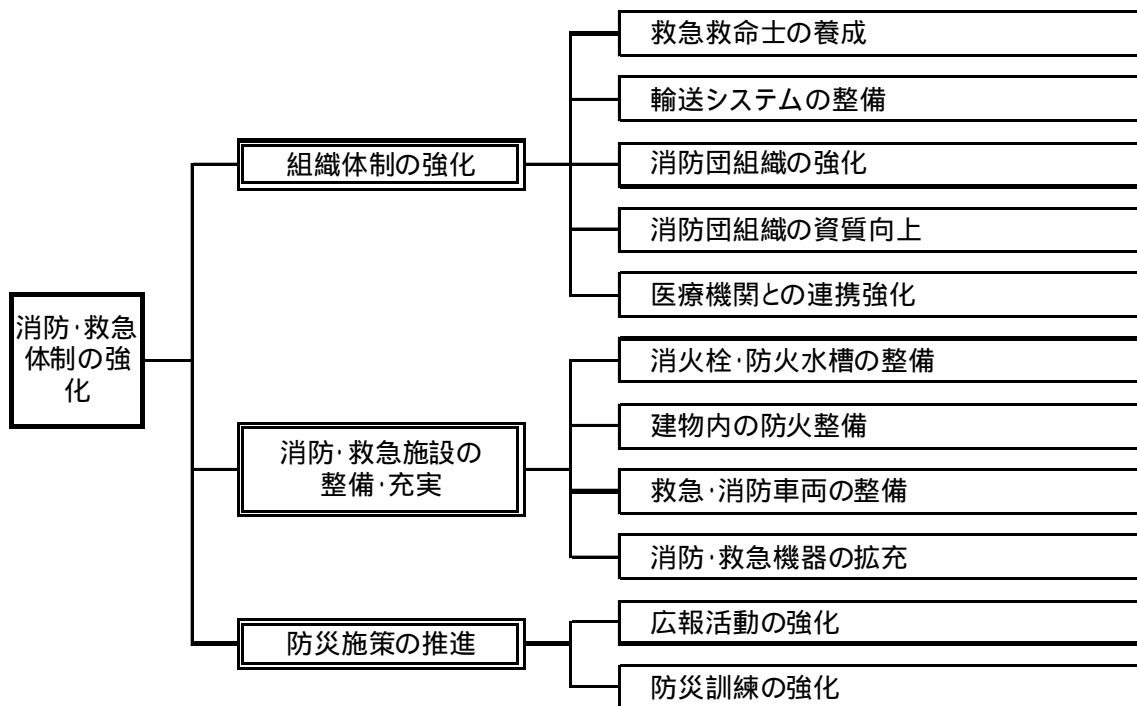 消防･救急
体制の強
化
組織体制の強化
救急救命士の養成
輸送システムの整備
消防団組織の強化
消防団組織の資質向上
医療機関との連携強化
消防･救急施設の
整備･充実
消火栓･防火水槽の整備
建物内の防火整備
救急･消防車両の整備
消防･救急機器の拡充
防災施策の推進
広報活動の強化
防災訓練の強化